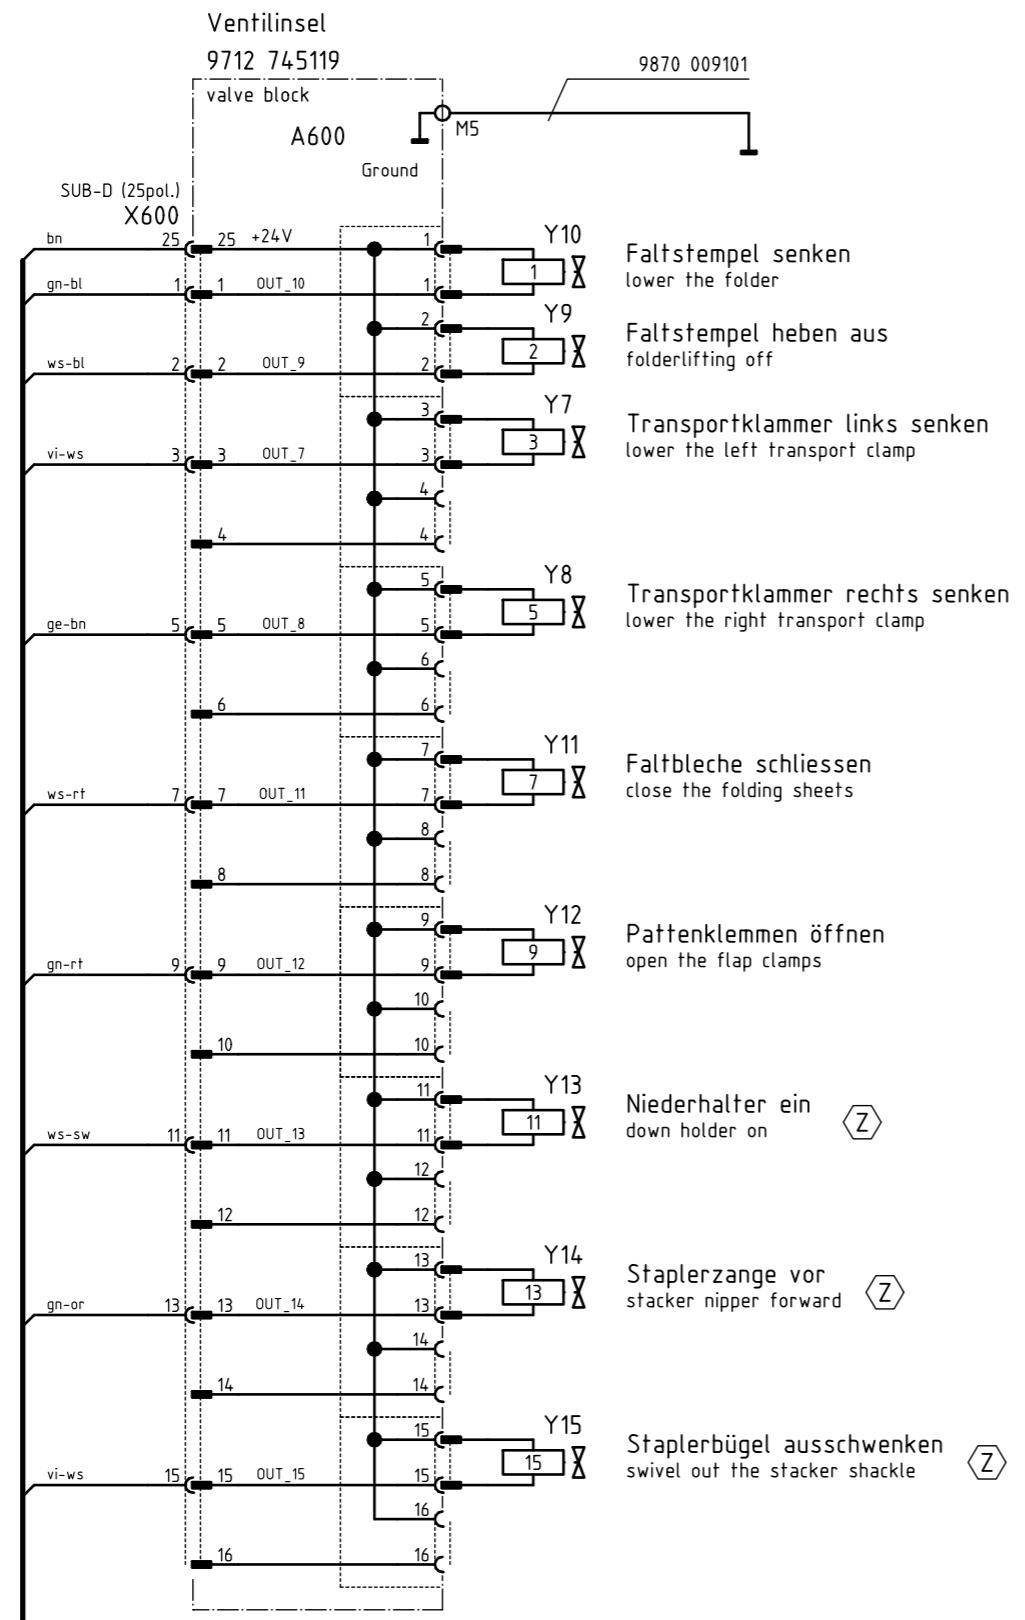 Ventilinsel
9712 745119
valve block
A600
9870 009101
M5
Ground
SUB-D (25pol.)
X600
bn 25 25 +24V 1 Y10
1 Faltstempel senken
lower the folder
gn-bl 1 1 OUT_10 1
2 Y9
2 Faltstempel heben aus
folderlifting off
ws-bl 2 2 OUT_9 2
3 Y7
3 Transportklammer links senken
lower the left transport clamp
vi-ws 3 3 OUT_7 3
4
4 4
5 Y8
5 Transportklammer rechts senken
lower the right transport clamp
ge-bn 5 5 OUT_8 5
6
6 6
7 Y11
7 Faltbleche schliessen
close the folding sheets
ws-rt 7 7 OUT_11 7
8
8 8
9 Y12
9 Pattenklemmen öffnen
open the flap clamps
gn-rt 9 9 OUT_12 9
10
10 10
11 Y13
11 Niederhalter ein Z
down holder on
ws-sw 11 11 OUT_13 11
12
12 12
13 Y14
13 Staplerzange vor Z
stacker nipper forward
gn-or 13 13 OUT_14 13
14
14 14
15 Y15
15 Staplerbügel ausschwenken Z
swivel out the stacker shackle
vi-ws 15 15 OUT_15 15
16
16 16